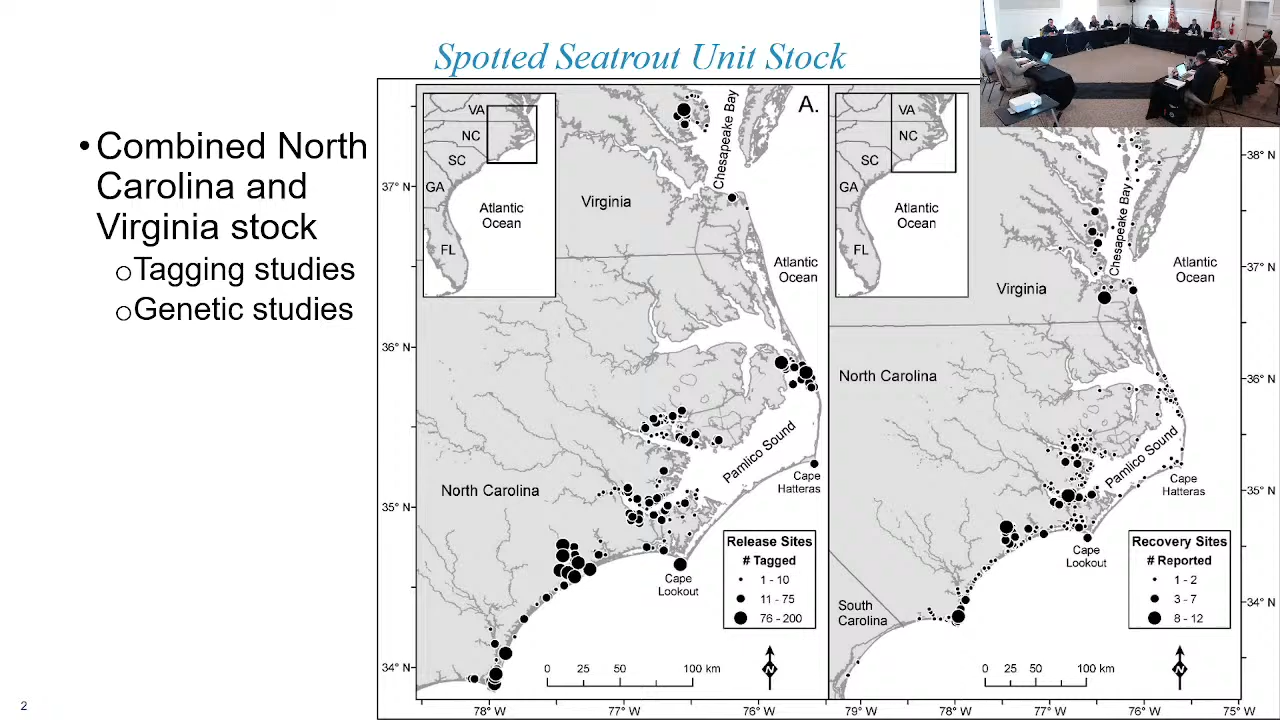 Spotted Seatrout Unit Stock
•Combined North
Carolina and
Virginia stock
oTagging studies
oGenetic studies
A.
VA
NC
SC
GA
FL
Atlantic
Ocean
Virginia
Chesapeake Bay
Atlantic
Ocean
North Carolina
Pamlico Sound
Cape
Hatteras
Cape
Lookout
Release Sites
# Tagged
1 - 10
11 - 75
76 - 200
0 25 50 100 km
N
37° N
36° N
35° N
34° N
78° W 77° W 76° W
VA
NC
SC
GA
FL
Atlantic
Ocean
Chesapeake Bay
Virginia
Atlantic
Ocean
North Carolina
Pamlico Sound
Cape
Hatteras
Cape
Lookout
South
Carolina
Recovery Sites
# Reported
1 - 2
3 - 7
8 - 12
0 25 50 100 km
N
38° N
37° N
36° N
35° N
34° N
79° W 78° W 77° W 76° W 75° W
2